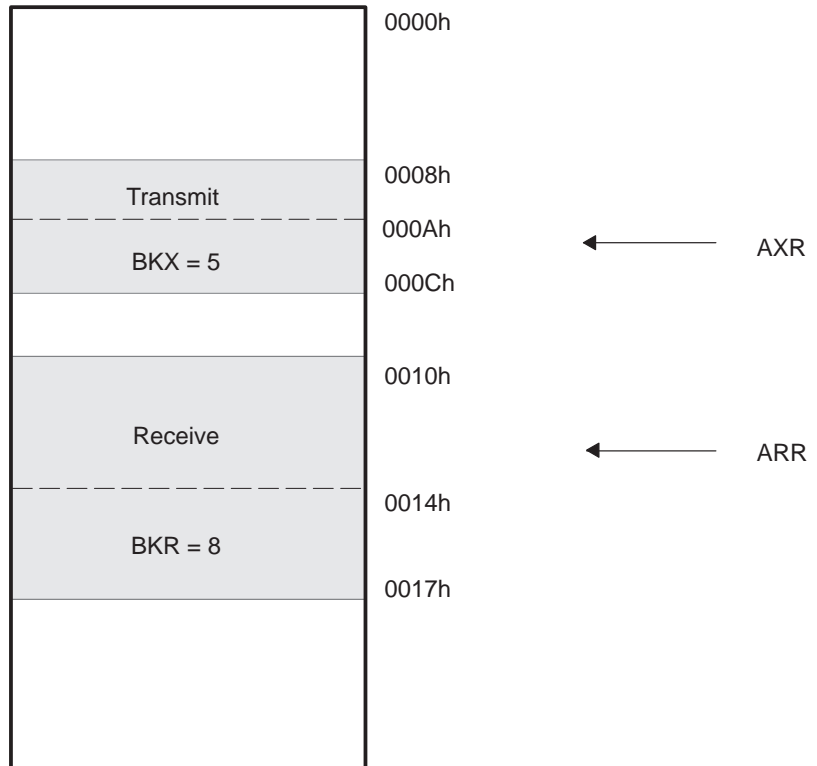 0000h
0008h
Transmit
000Ah
AXR
BKX = 5
000Ch
0010h
Receive
ARR
0014h
BKR = 8
0017h